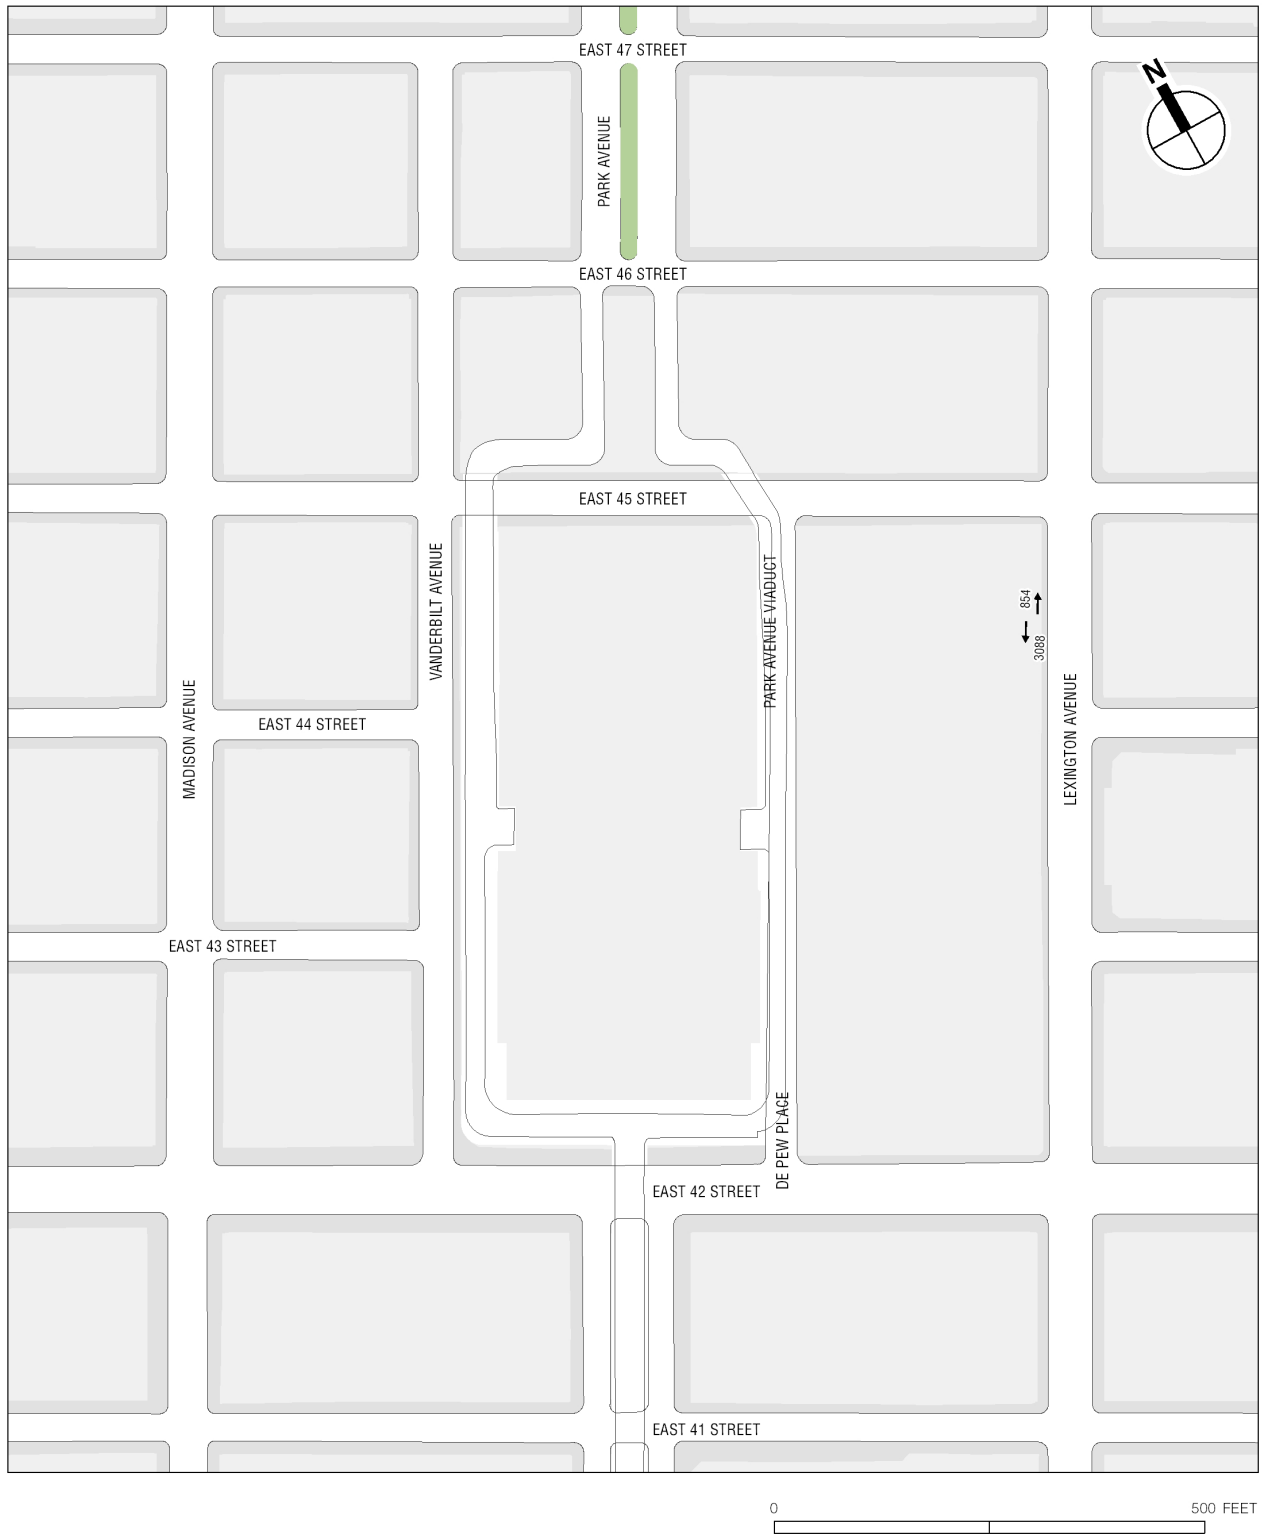 EAST 47 STREET
N
PARK AVENUE
EAST 46 STREET
EAST 45 STREET
VANDERBILT AVENUE
PARK AVENUE VIADUCT
854
3088
MADISON AVENUE
EAST 44 STREET
LEXINGTON AVENUE
EAST 43 STREET
DE PEW PLACE
EAST 42 STREET
EAST 41 STREET
0
500 FEET